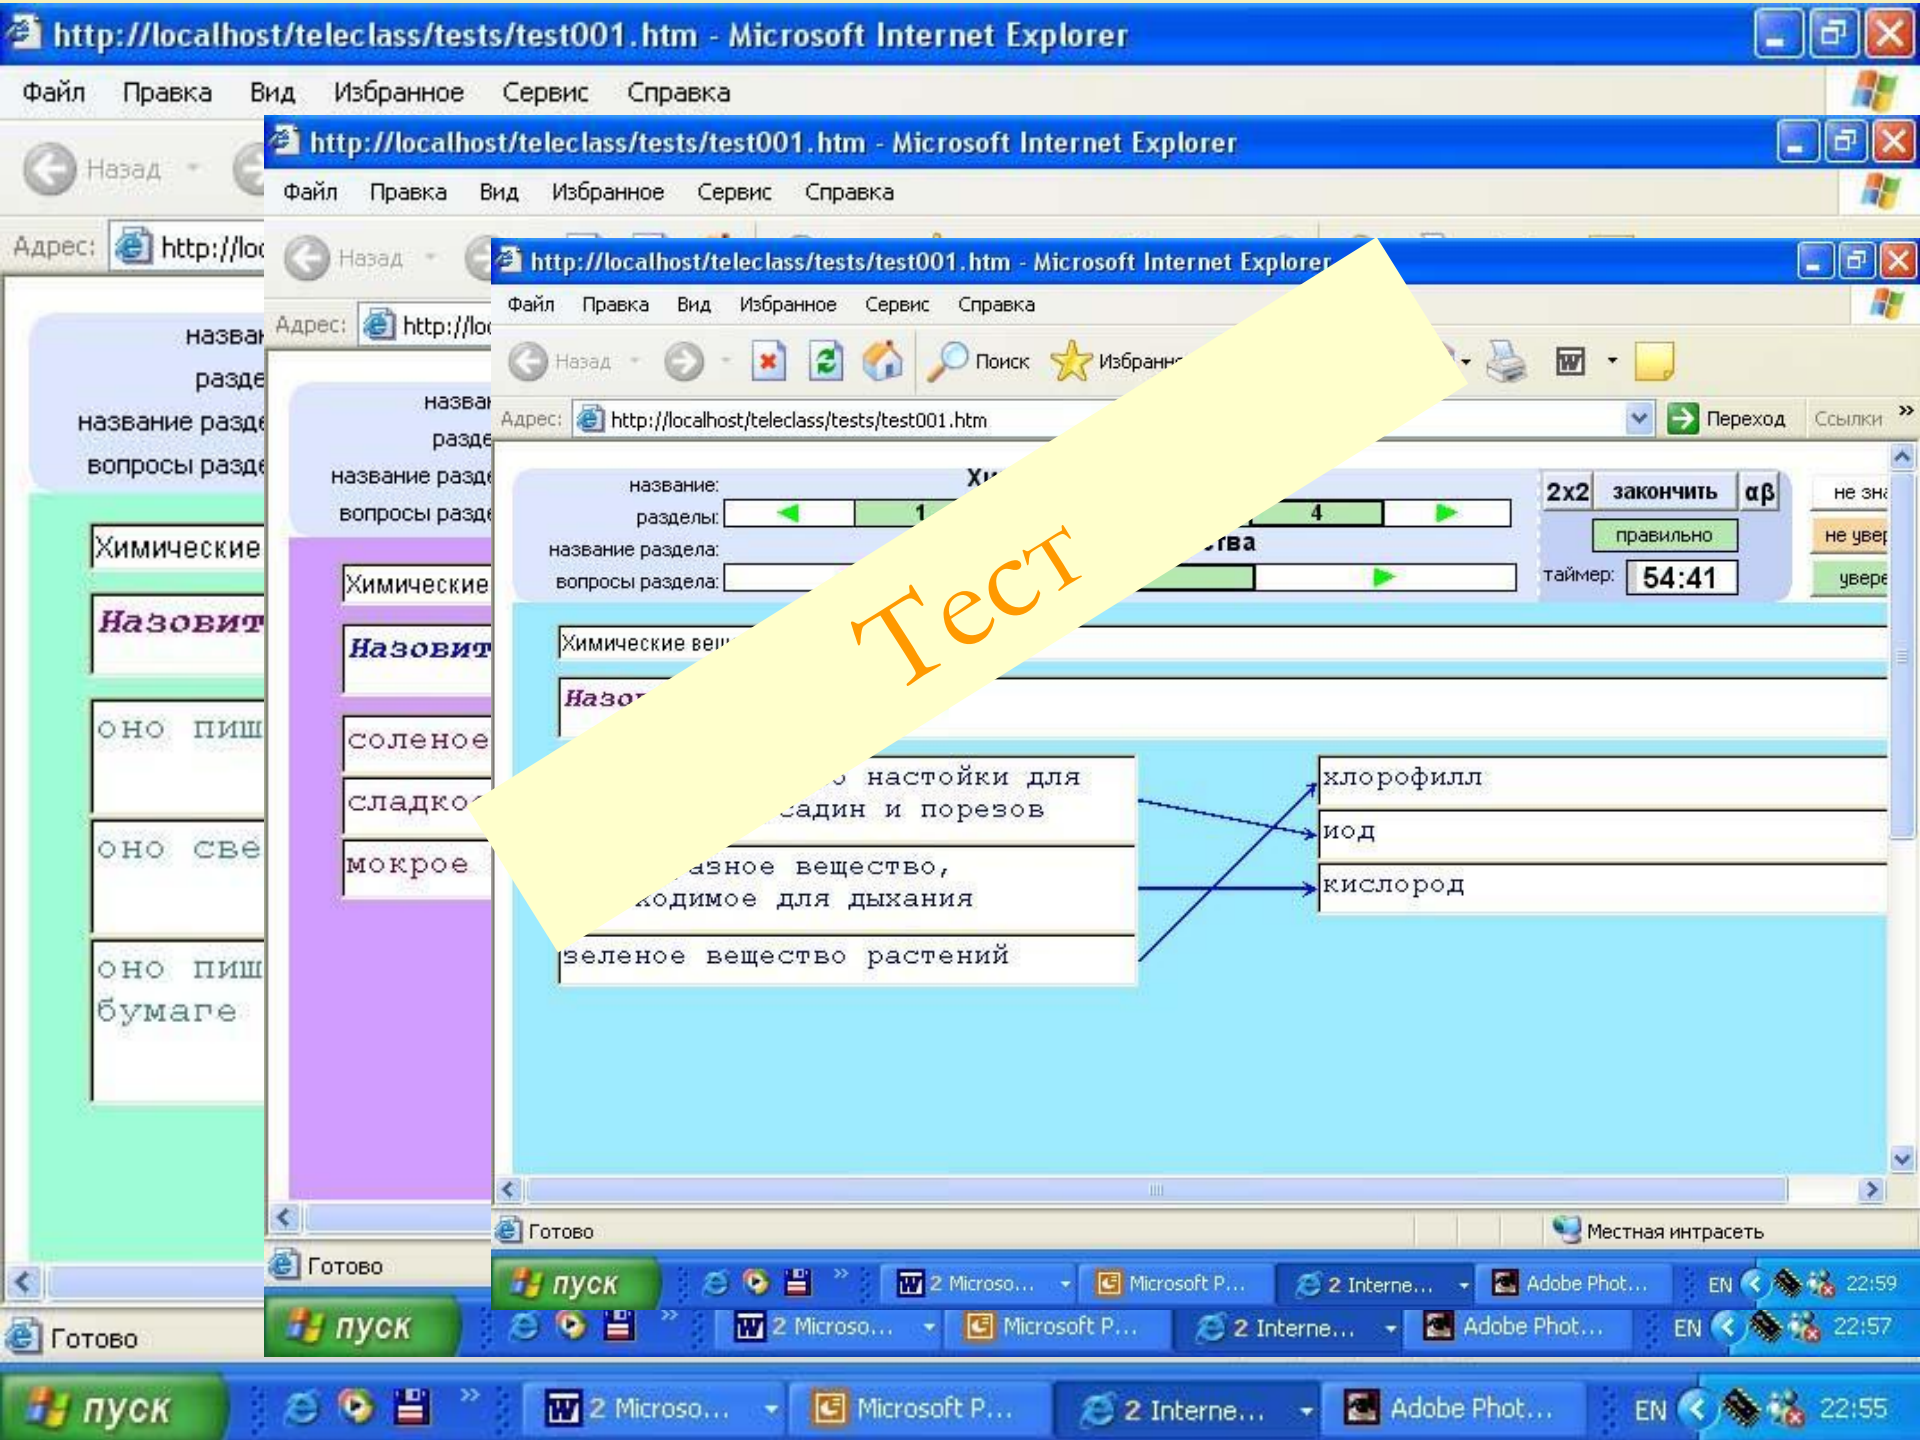 http://localhost/teleclass/tests/test001.htm - Microsoft Internet Explorer
Файл Правка Вид Избранное Сервис Справка
Назад
Адрес: http://loc
назван
разде
название разде
вопросы разде
Химические
Назовит
оно пиш
оно све
оно пиш
бумаге
Готово
пуск 2 Microso... Microsoft P... 2 Interne... Adobe Phot... EN 22:55
http://localhost/teleclass/tests/test001.htm - Microsoft Internet Explorer
Файл Правка Вид Избранное Сервис Справка
Назад
Адрес: http://loc
назван
разде
название разде
вопросы разде
Химические
Назовит
соленое
сладкое
мокрое
Готово
пуск 2 Microso... Microsoft P... 2 Interne... Adobe Phot... EN 22:57
http://localhost/teleclass/tests/test001.htm - Microsoft Internet Explorer
Файл Правка Вид Избранное Сервис Справка
Назад Поиск Избранн
Адрес: http://localhost/teleclass/tests/test001.htm Переход Ссылки »
название: Хи
разделы: 1 4
название раздела: ства
вопросы раздела:
2x2 закончить αβ
правильно
таймер: 54:41
не зна
не увер
увере
Химические вещ
Назов
настойки для
садин и порезов
азное вещество,
ходимое для дыхания
зеленое вещество растений
хлорофилл
иод
кислород
Готово Местная интрасеть
пуск 2 Microso... Microsoft P... 2 Interne... Adobe Phot... EN 22:59
Тест